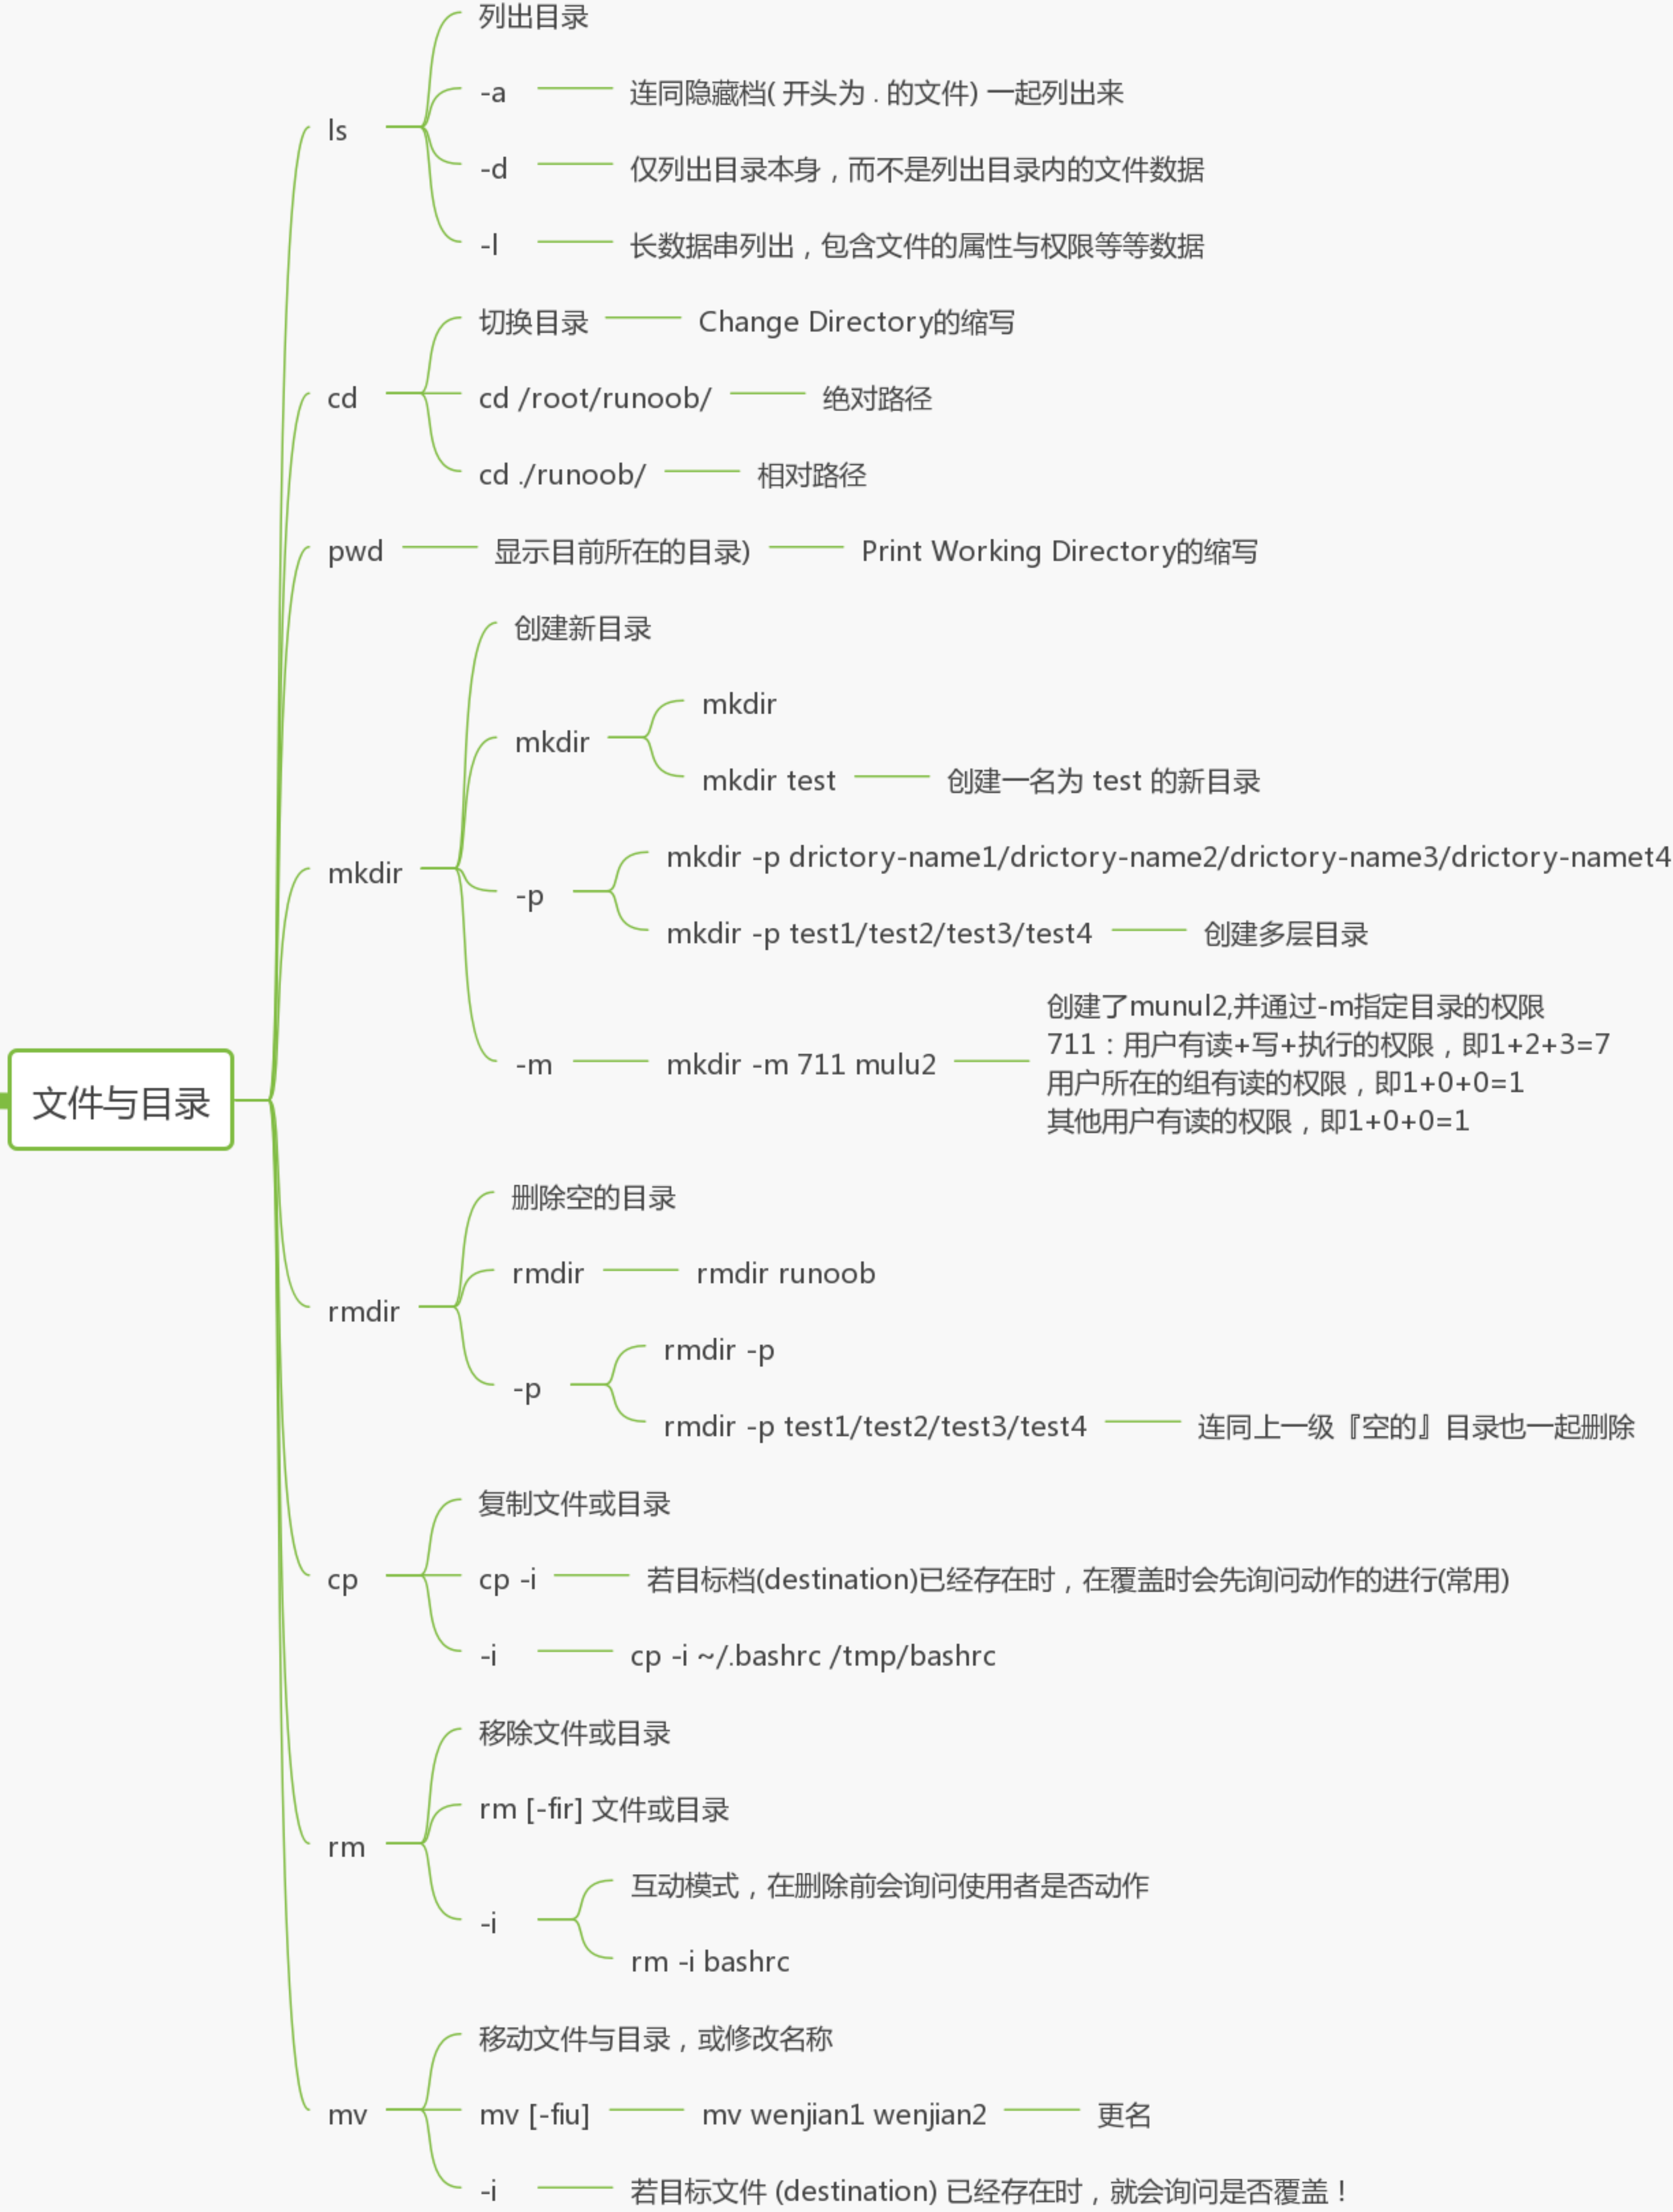 文件与目录
ls
列出目录
-a
连同隐藏档( 开头为 . 的文件) 一起列出来
-d
仅列出目录本身，而不是列出目录内的文件数据
-l
长数据串列出，包含文件的属性与权限等等数据
cd
切换目录
Change Directory的缩写
cd /root/runoob/
绝对路径
cd ./runoob/
相对路径
pwd
显示目前所在的目录)
Print Working Directory的缩写
mkdir
创建新目录
mkdir
mkdir
mkdir test
创建一名为 test 的新目录
-p
mkdir -p drictory-name1/drictory-name2/drictory-name3/drictory-namet4
mkdir -p test1/test2/test3/test4
创建多层目录
-m
mkdir -m 711 mulu2
创建了munul2,并通过-m指定目录的权限
711：用户有读+写+执行的权限，即1+2+3=7
用户所在的组有读的权限，即1+0+0=1
其他用户有读的权限，即1+0+0=1
rmdir
删除空的目录
rmdir
rmdir runoob
-p
rmdir -p
rmdir -p test1/test2/test3/test4
连同上一级『空的』目录也一起删除
cp
复制文件或目录
cp -i
若目标档(destination)已经存在时，在覆盖时会先询问动作的进行(常用)
-i
cp -i ~/.bashrc /tmp/bashrc
rm
移除文件或目录
rm [-fir] 文件或目录
-i
互动模式，在删除前会询问使用者是否动作
rm -i bashrc
mv
移动文件与目录，或修改名称
mv [-fiu]
mv wenjian1 wenjian2
更名
-i
若目标文件 (destination) 已经存在时，就会询问是否覆盖！